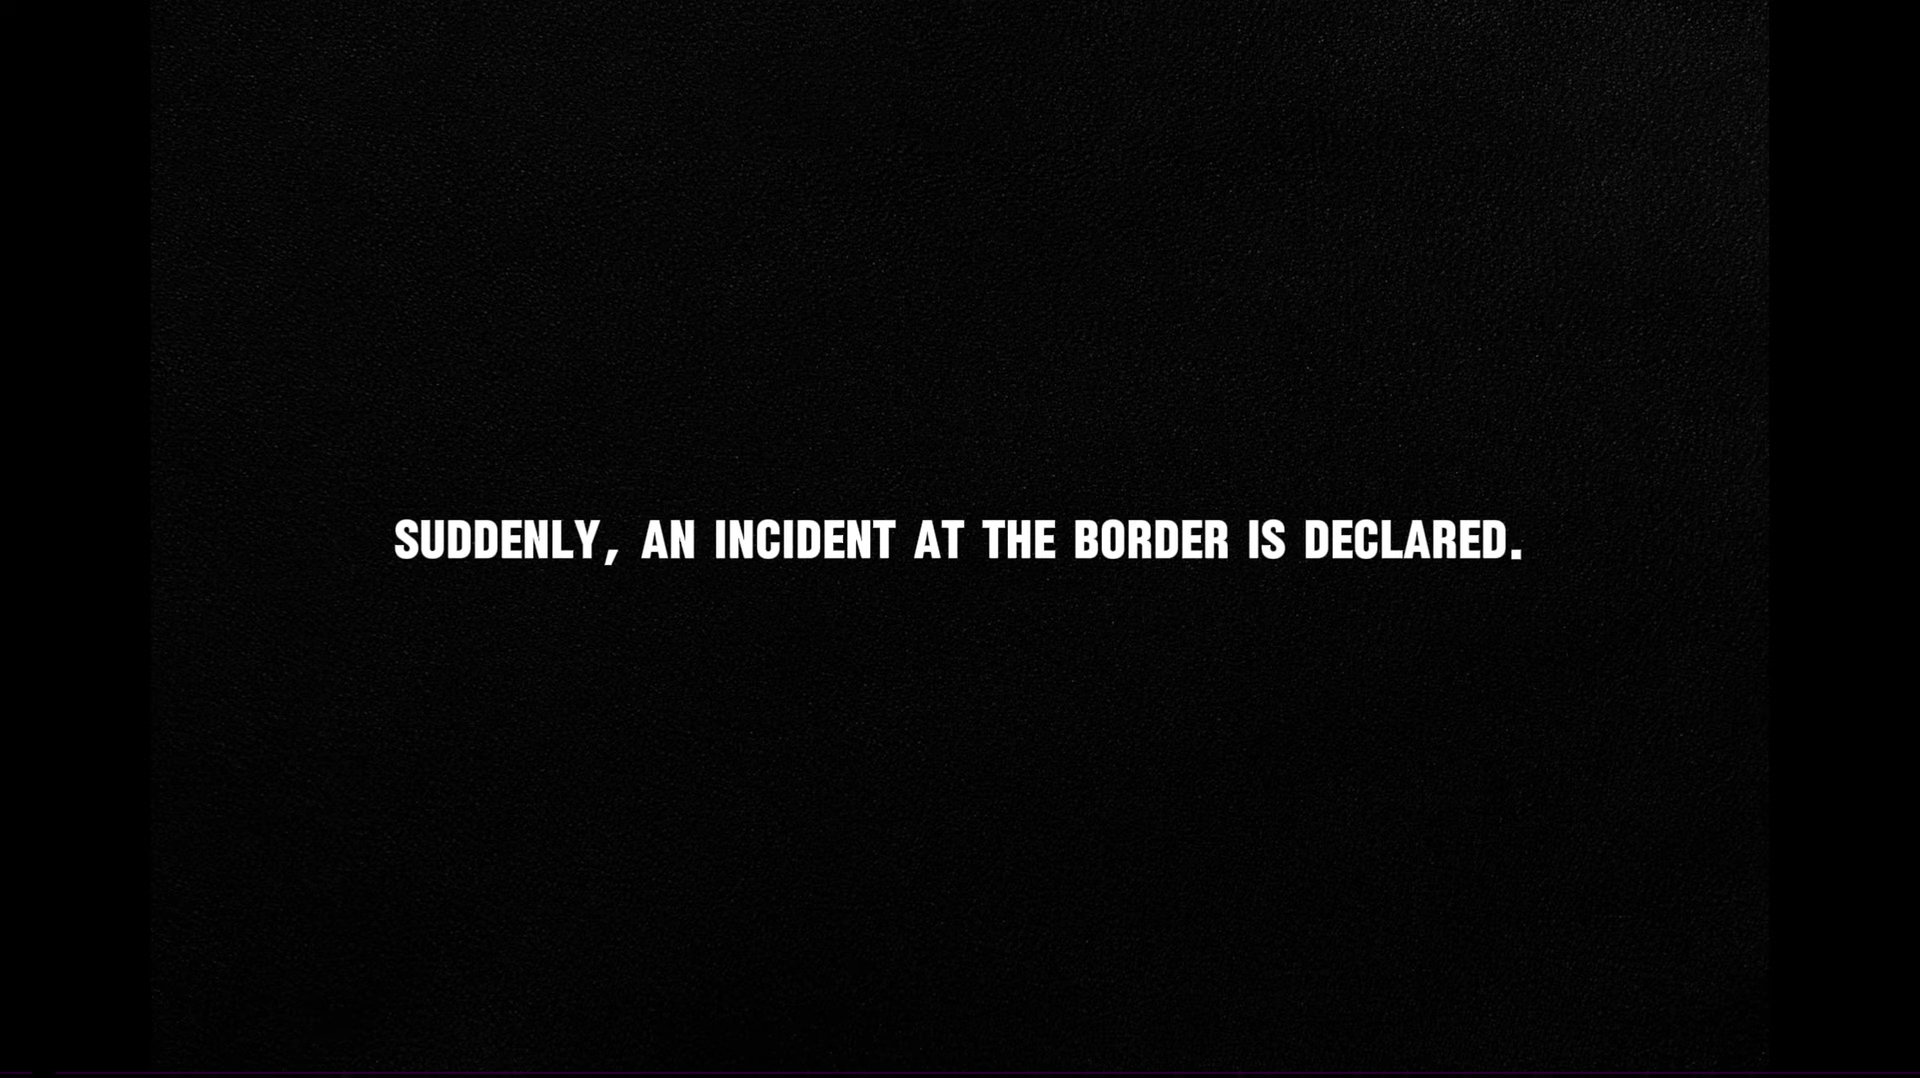 SUDDENLY, AN INCIDENT AT THE BORDER IS DECLARED.